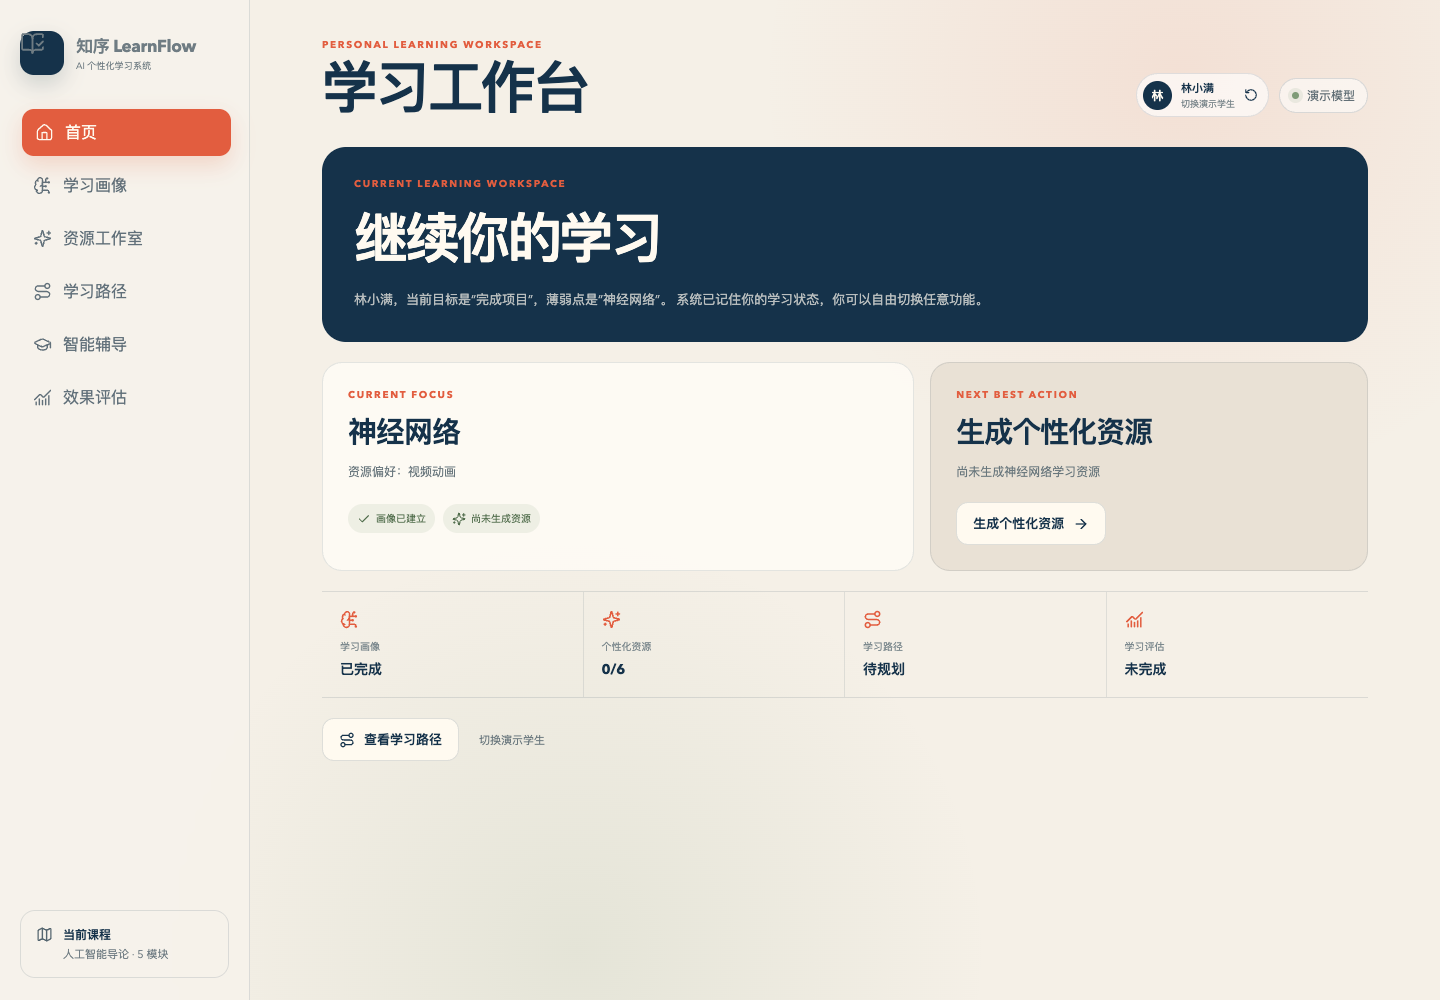 知序 LearnFlow
AI 个性化学习系统
首页
学习画像
资源工作室
学习路径
智能辅导
效果评估
当前课程
人工智能导论 · 5 模块
PERSONAL LEARNING WORKSPACE
学习工作台
林
林小满
切换演示学生
演示模型
CURRENT LEARNING WORKSPACE
继续你的学习
林小满，当前目标是“完成项目”，薄弱点是“神经网络”。 系统已记住你的学习状态，你可以自由切换任意功能。
CURRENT FOCUS
神经网络
资源偏好：视频动画
画像已建立
尚未生成资源
NEXT BEST ACTION
生成个性化资源
尚未生成神经网络学习资源
生成个性化资源
学习画像
已完成
个性化资源
0/6
学习路径
待规划
学习评估
未完成
查看学习路径
切换演示学生